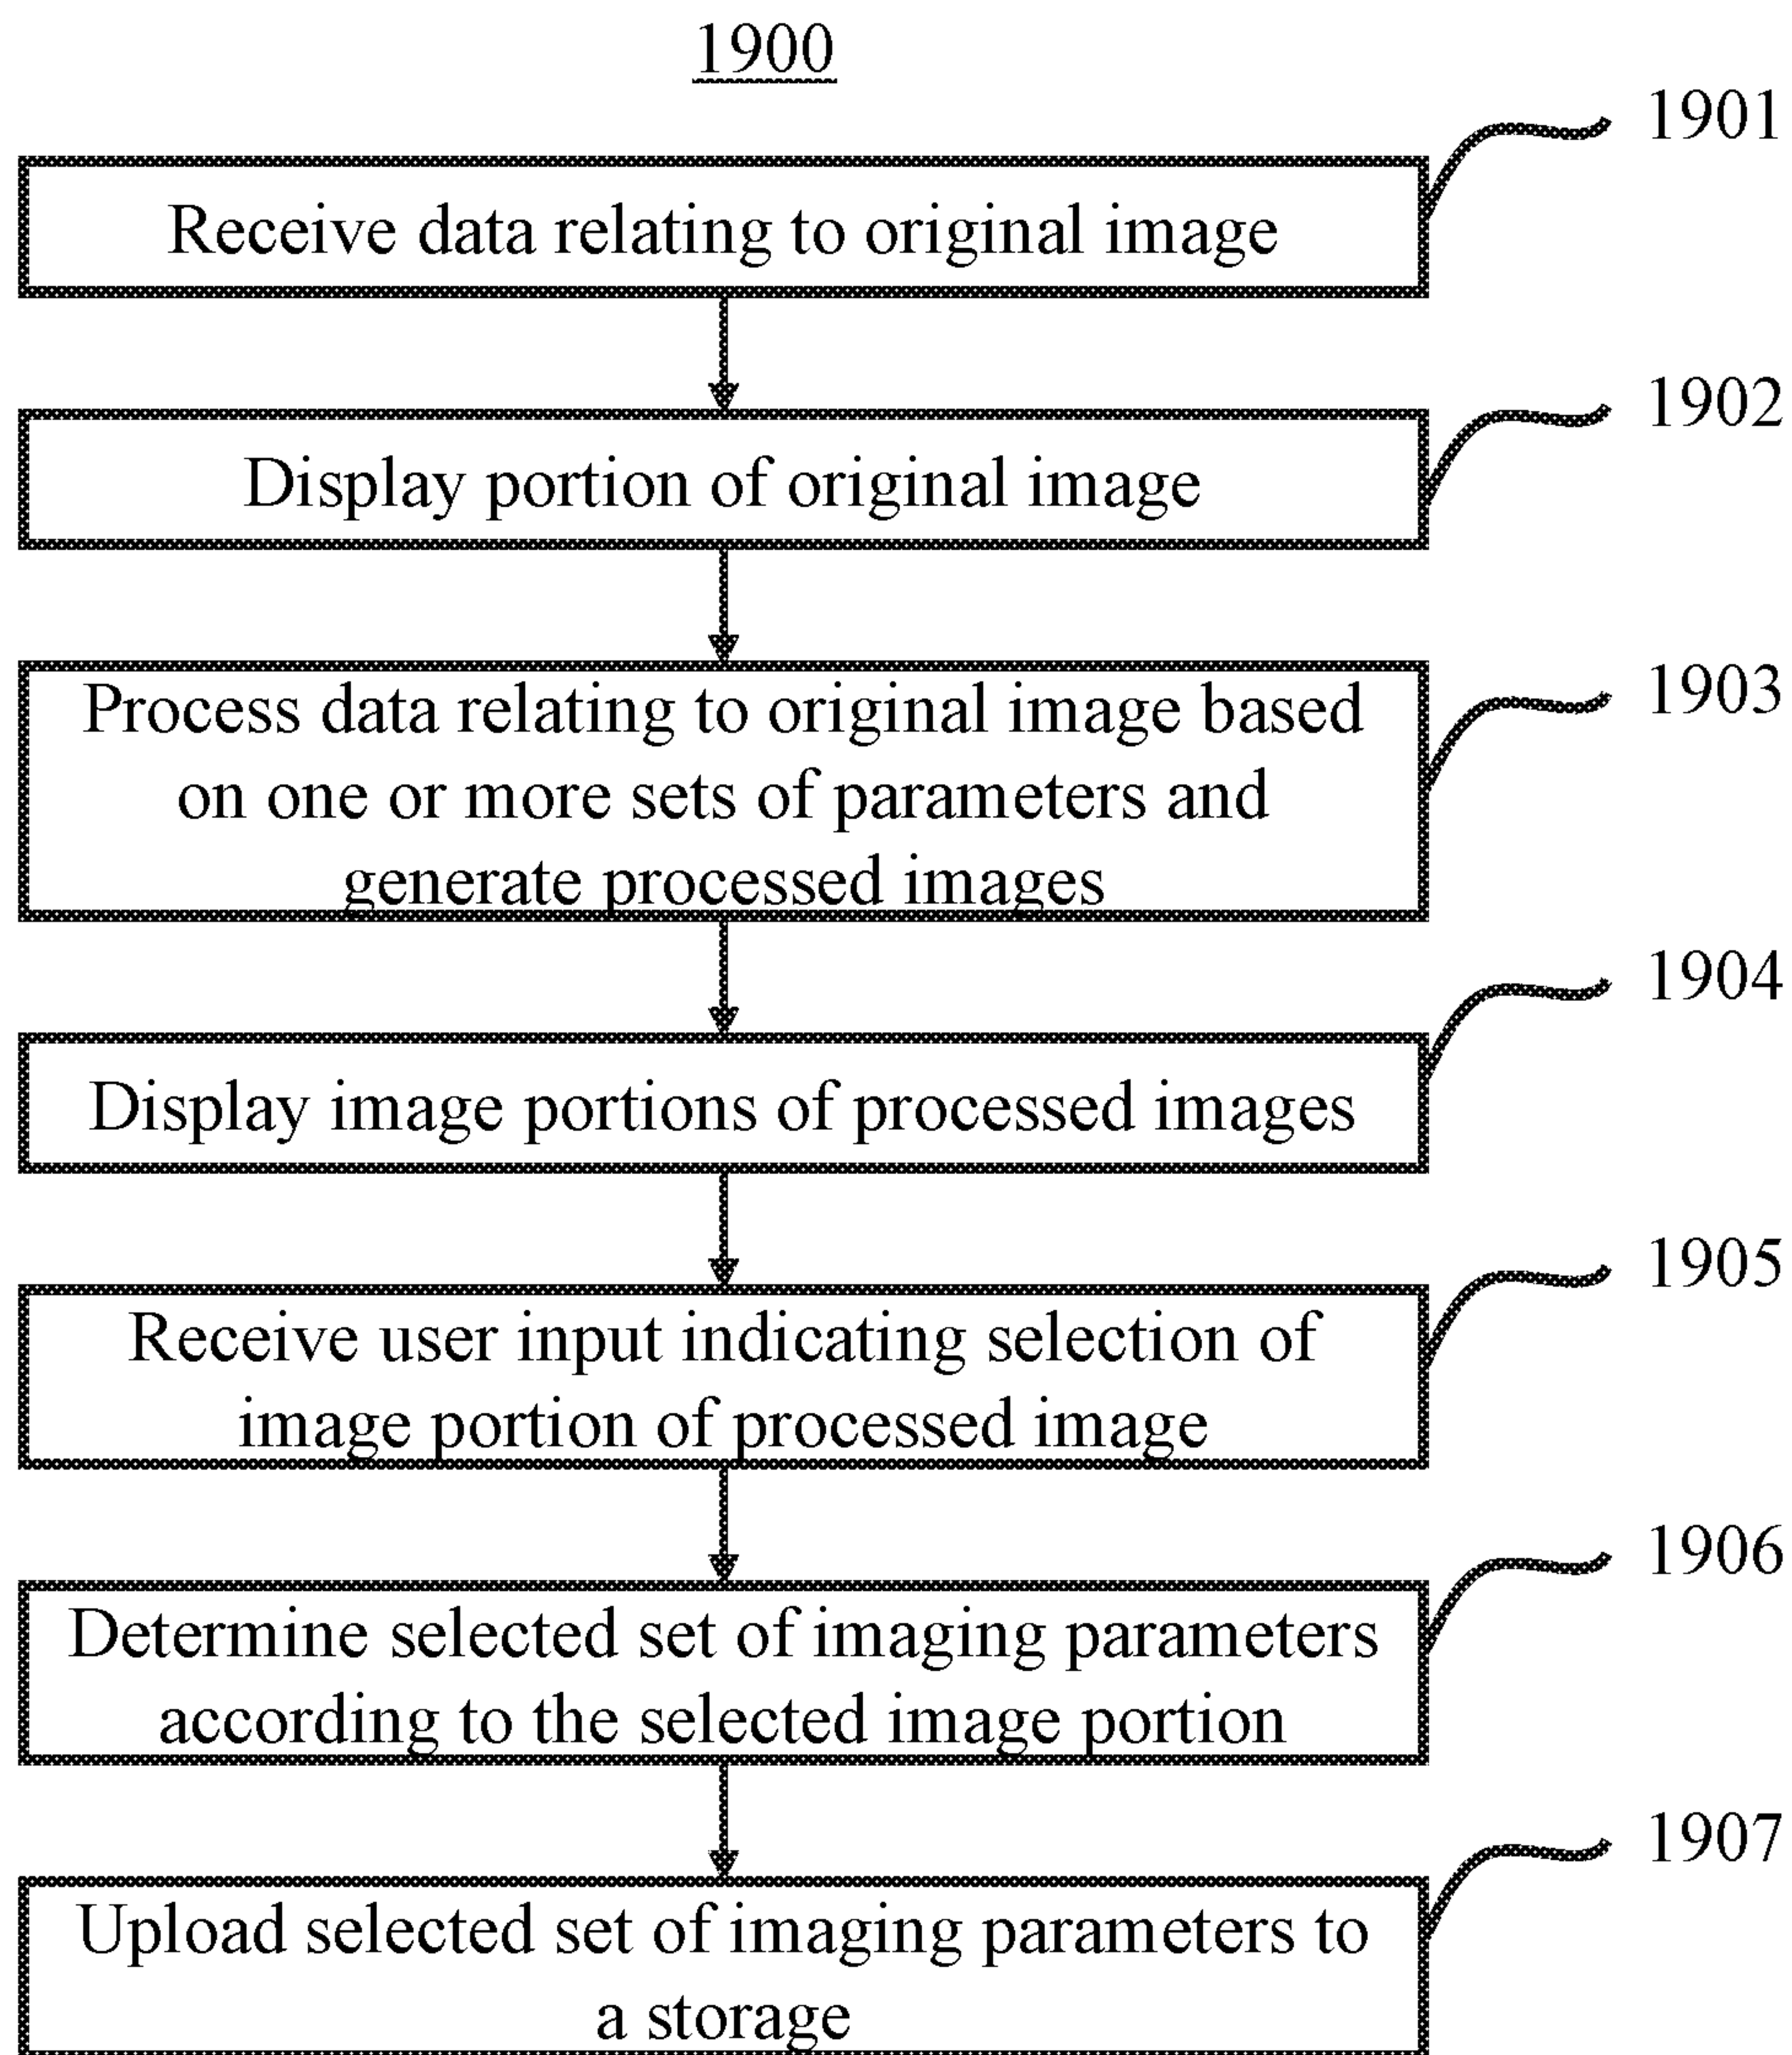 1900
1901
Receive data relating to original image
1902
Display portion of original image
1903
Process data relating to original image based
on one or more sets of parameters and
generate processed images
1904
Display image portions of processed images
1905
Receive user input indicating selection of
image portion of processed image
1906
Determine selected set of imaging parameters
according to the selected image portion
1907
Upload selected set of imaging parameters to
a storage